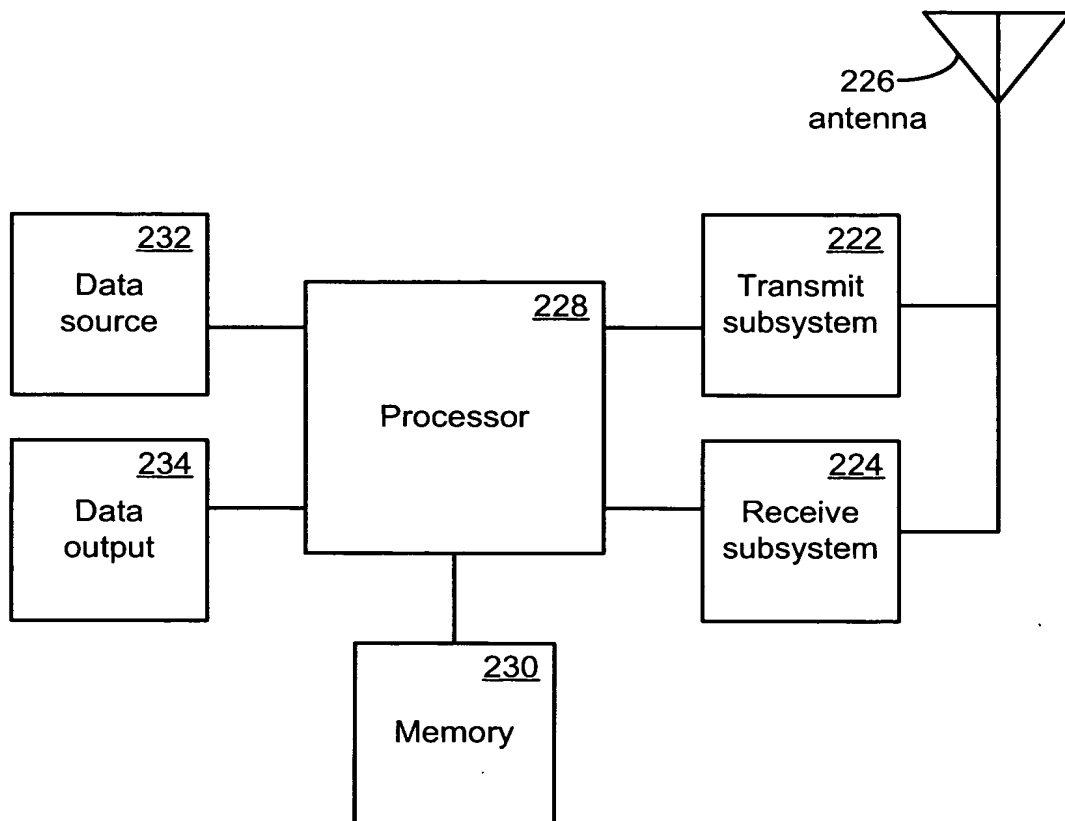 226
antenna
232
Data
source
228
Processor
222
Transmit
subsystem
234
Data
output
224
Receive
subsystem
230
Memory